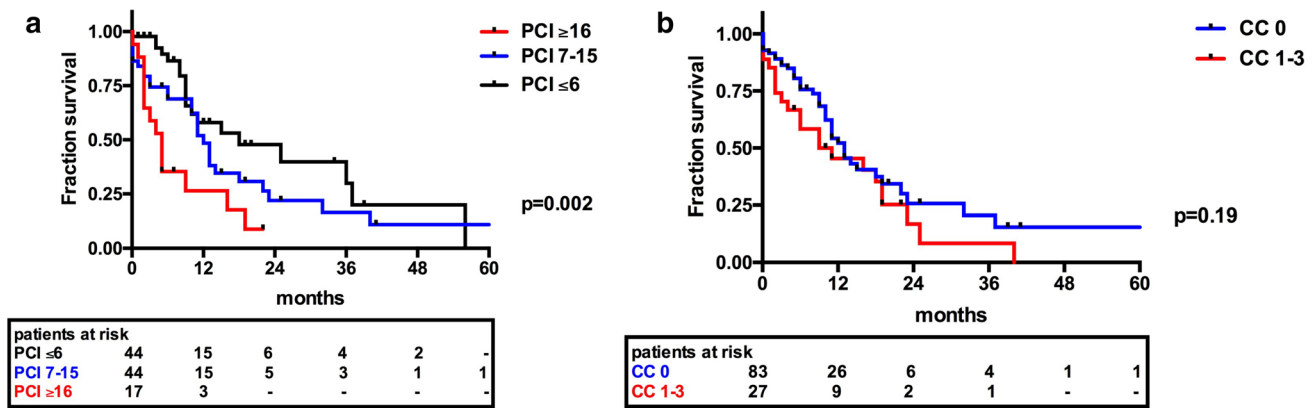 a
PCI ≥16
PCI 7-15
PCI ≤6
1.00
0.75
0.50
0.25
0.00
Fraction survival
0 12 24 36 48 60
months
p=0.002
patients at risk
PCI ≤6 44 15 6 4 2 -
PCI 7-15 44 15 5 3 1 1
PCI ≥16 17 3 - - - -
b
CC 0
CC 1-3
1.00
0.75
0.50
0.25
0.00
Fraction survival
0 12 24 36 48 60
months
p=0.19
patients at risk
CC 0 83 26 6 4 1 1
CC 1-3 27 9 2 1 - -